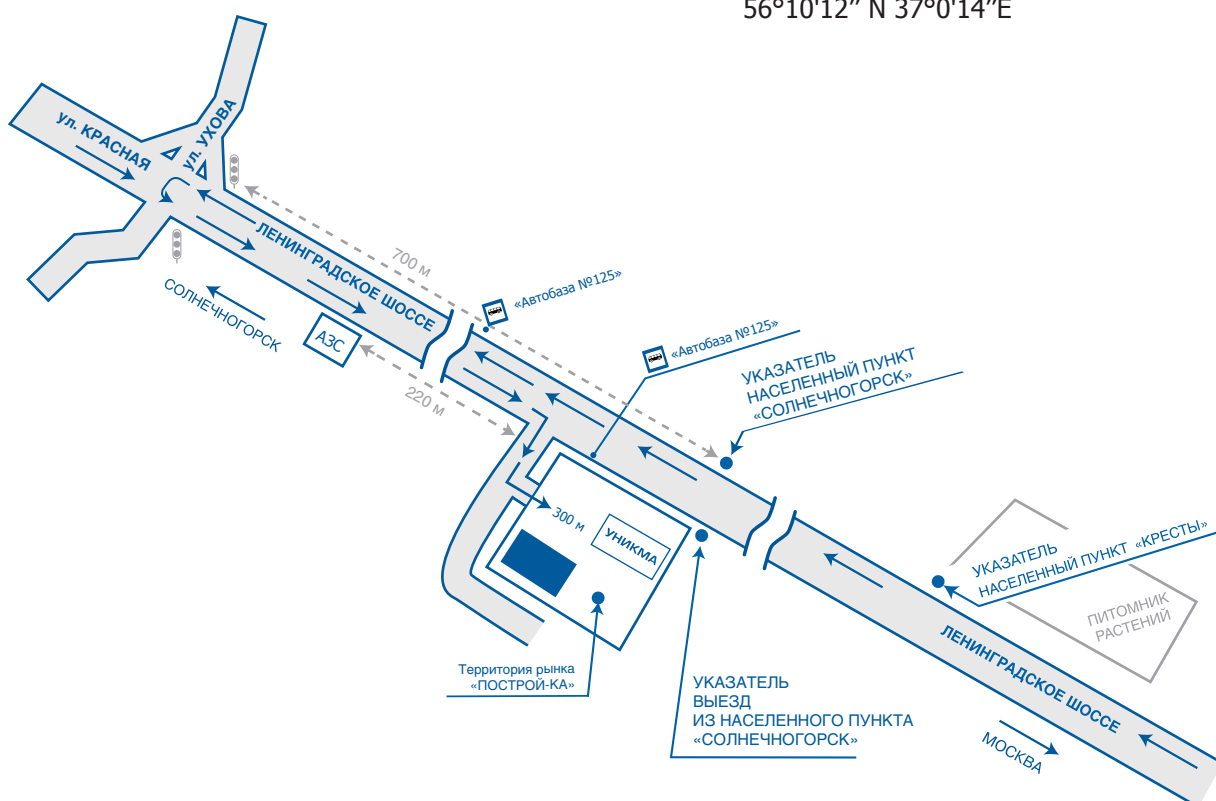 56°10'12” N 37°0'14”E
ул. КРАСНАЯ
ул. УХОВА
ЛЕНИНГРАДСКОЕ ШОССЕ
700 м
СОЛНЕЧНОГОРСК
АЗС
220 м
«Автобаза №125»
«Автобаза №125»
УКАЗАТЕЛЬ
НАСЕЛЕННЫЙ ПУНКТ
«СОЛНЕЧНОГОРСК»
300 м
УНИКМА
УКАЗАТЕЛЬ
НАСЕЛЕННЫЙ ПУНКТ «КРЕСТЫ»
ПИТОМНИК
РАСТЕНИЙ
ЛЕНИНГРАДСКОЕ ШОССЕ
Территория рынка
«ПОСТРОЙ-КА»
УКАЗАТЕЛЬ
ВЫЕЗД
ИЗ НАСЕЛЕННОГО ПУНКТА
«СОЛНЕЧНОГОРСК»
МОСКВА